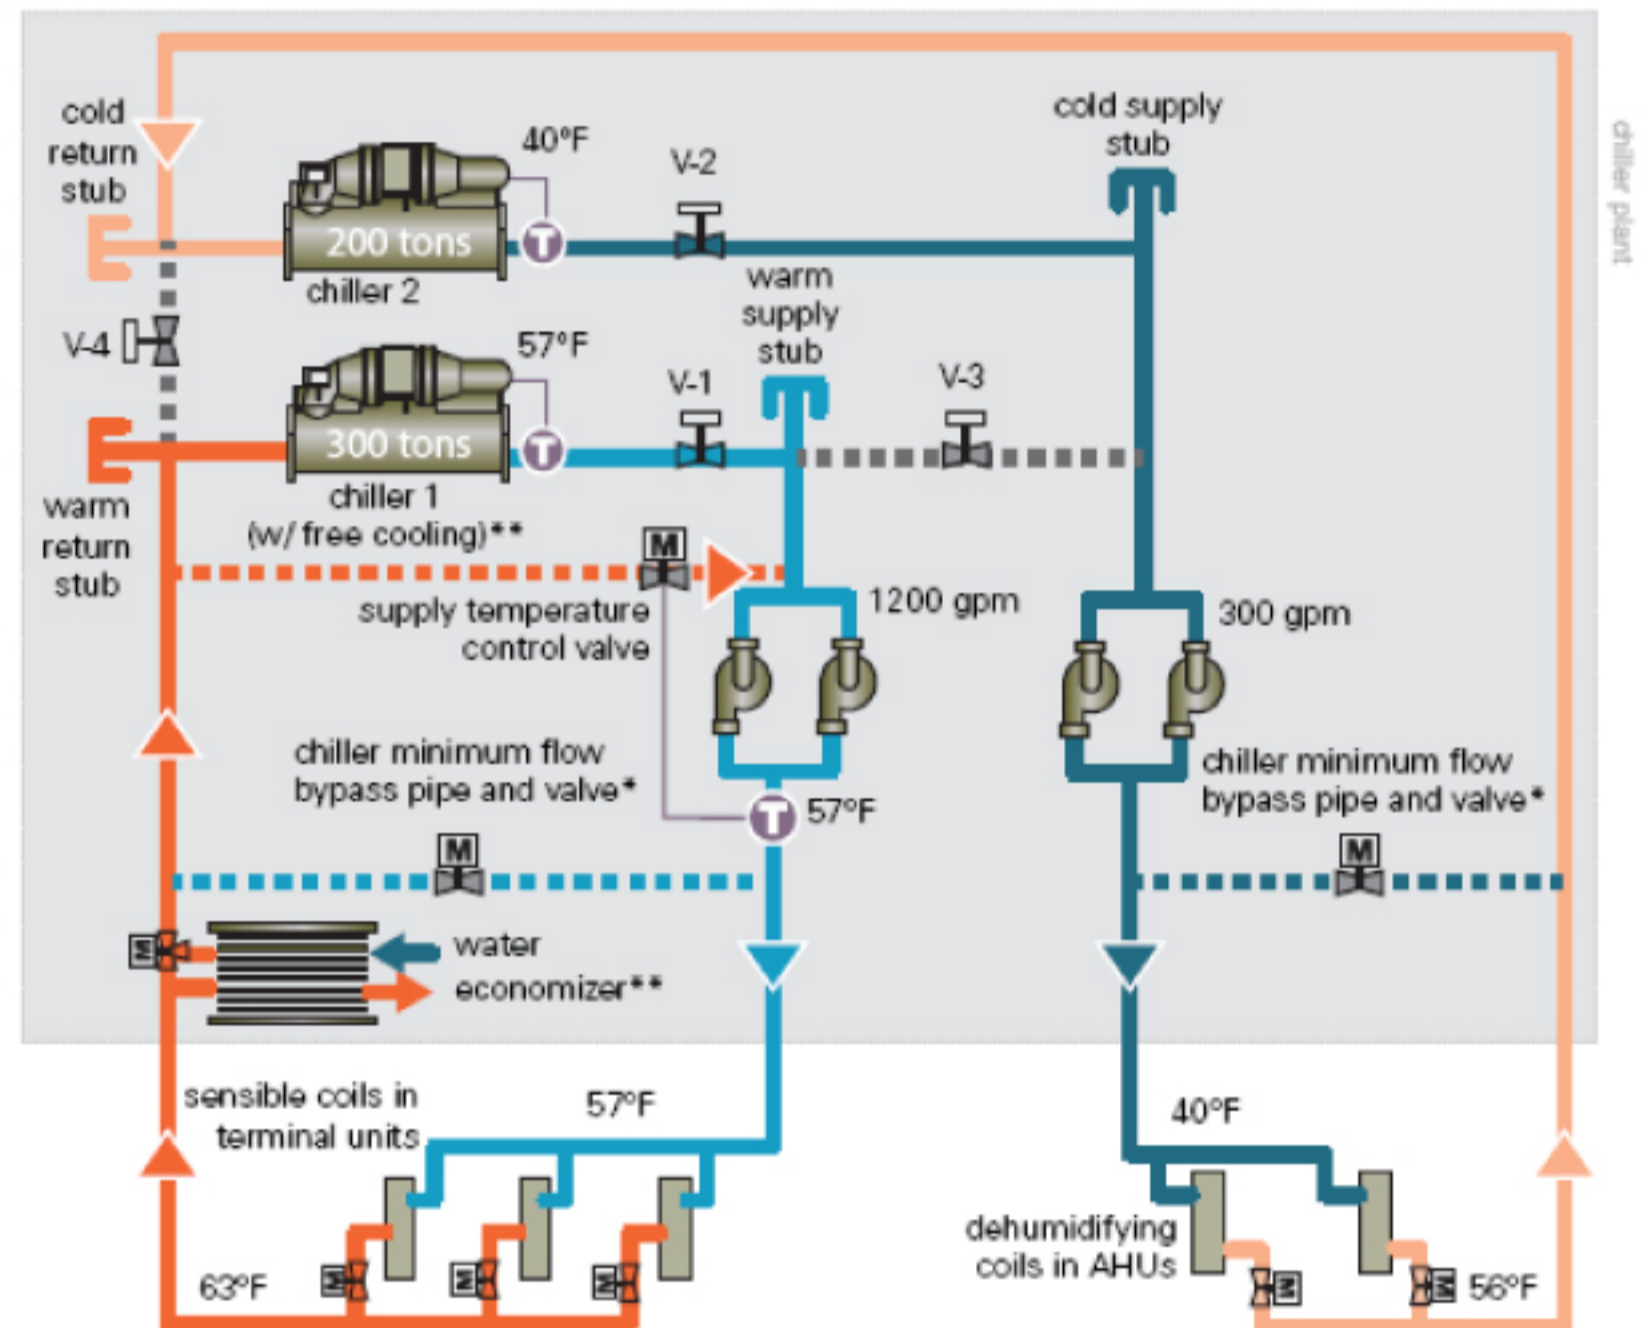 cold
return
stub
40°F
V-2
cold supply
stub
chiller plant
200 tons
chiller 2
warm
supply
stub
V-4
57°F
V-1
V-3
300 tons
chiller 1
(w/ free cooling)**
warm
return
stub
M
supply temperature
control valve
1200 gpm
300 gpm
chiller minimum flow
bypass pipe and valve*
chiller minimum flow
bypass pipe and valve*
T
T
T
57°F
M
M
M
water
economizer**
sensible coils in
terminal units
57°F
40°F
dehumidifying
coils in AHUs
63°F
M
M
M
M
M
56°F